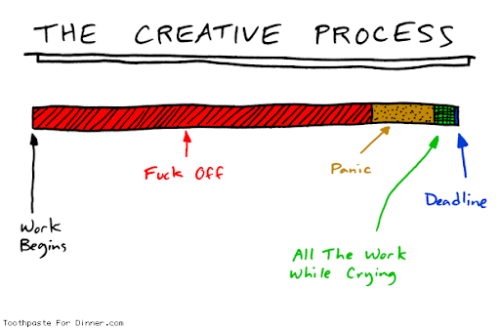 THE CREATIVE PROCESS
Fuck Off
Panic
Deadline
Work
Begins
All The Work
While Crying
Toothpaste For Dinner.com